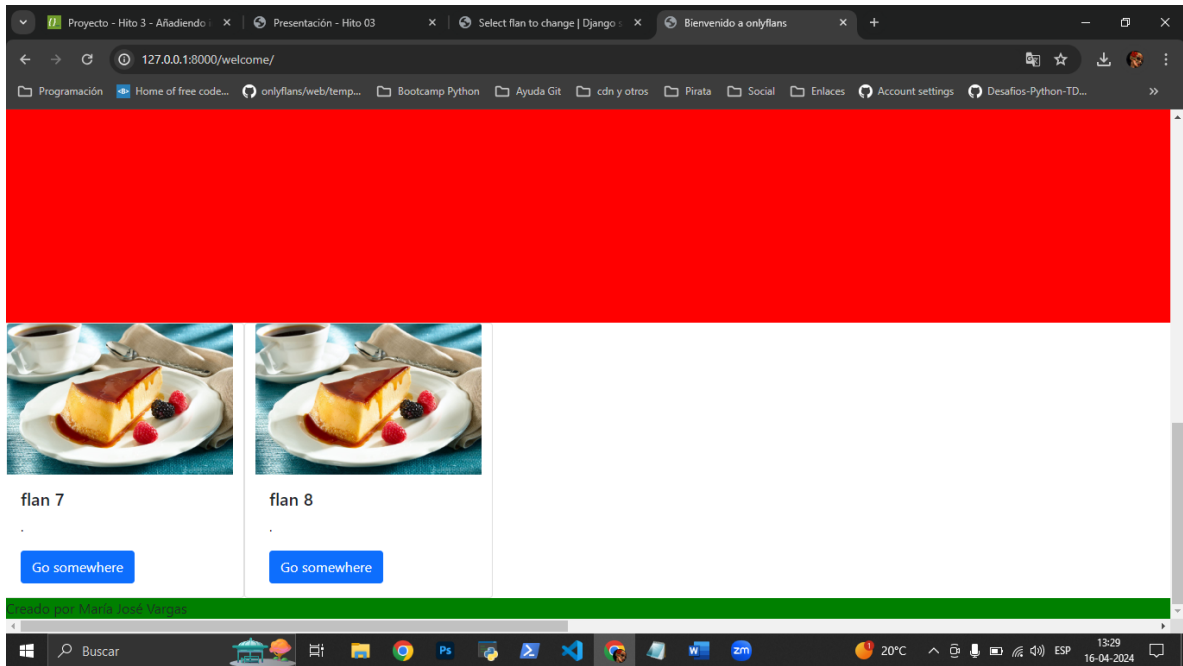 Proyecto - Hito 3 - Añadiendo i
Presentación - Hito 03
Select flan to change | Django s
Bienvenido a onlyflans
127.0.0.1:8000/welcome/
Programación
Home of free code...
onlyflans/web/temp...
Bootcamp Python
Ayuda Git
cdn y otros
Pirata
Social
Enlaces
Account settings
Desafios-Python-TD...
flan 7
flan 8
.
.
Go somewhere
Go somewhere
Creado por María José Vargas
Buscar
Ps
W
zm
20°C
ESP
13:29
16-04-2024